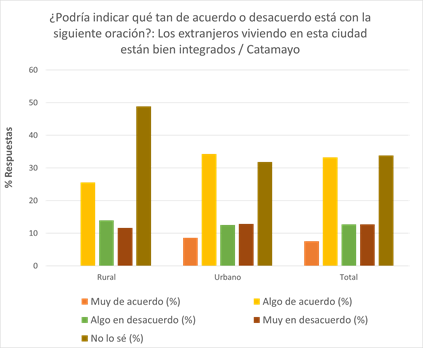 ¿Podría indicar qué tan de acuerdo o desacuerdo está con la
siguiente oración?: Los extranjeros viviendo en esta ciudad
están bien integrados / Catamayo
% Respuestas
60
50
40
30
20
10
0
Rural
Urbano
Total
Muy de acuerdo (%)
Algo de acuerdo (%)
Algo en desacuerdo (%)
Muy en desacuerdo (%)
No lo sé (%)